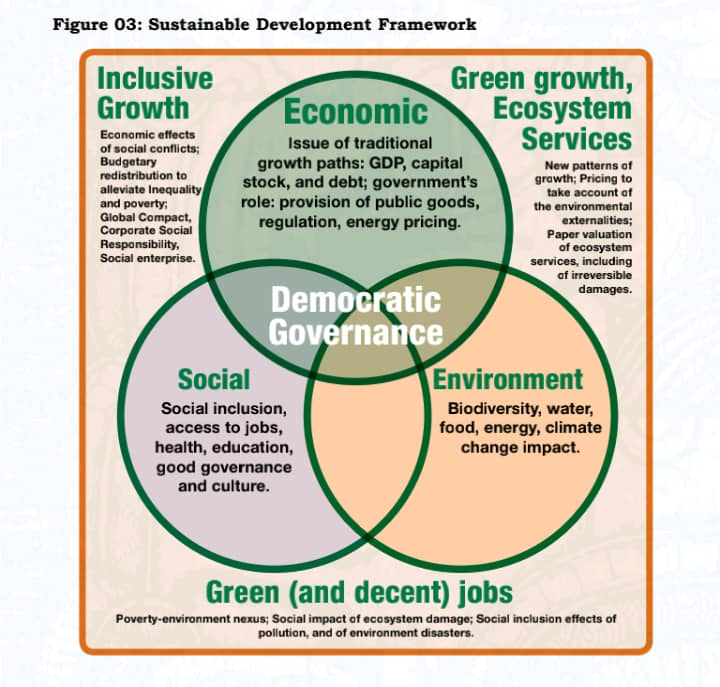 Figure 03: Sustainable Development Framework
Inclusive
Growth
Economic effects
of social conflicts;
Budgetary
redistribution to
alleviate Inequality
and poverty;
Global Compact,
Corporate Social
Responsibility,
Social enterprise.
Economic
Issue of traditional
growth paths: GDP, capital
stock, and debt; government's
role: provision of public goods,
regulation, energy pricing.
Green growth,
Ecosystem
Services
New patterns of
growth; Pricing to
take account of
the environmental
externalities;
Paper valuation
of ecosystem
services, including
of irreversible
damages.
Democratic
Governance
Social
Social inclusion,
access to jobs,
health, education,
good governance
and culture.
Environment
Biodiversity, water,
food, energy, climate
change impact.
Green (and decent) jobs
Poverty-environment nexus; Social impact of ecosystem damage; Social inclusion effects of
pollution, and of environment disasters.